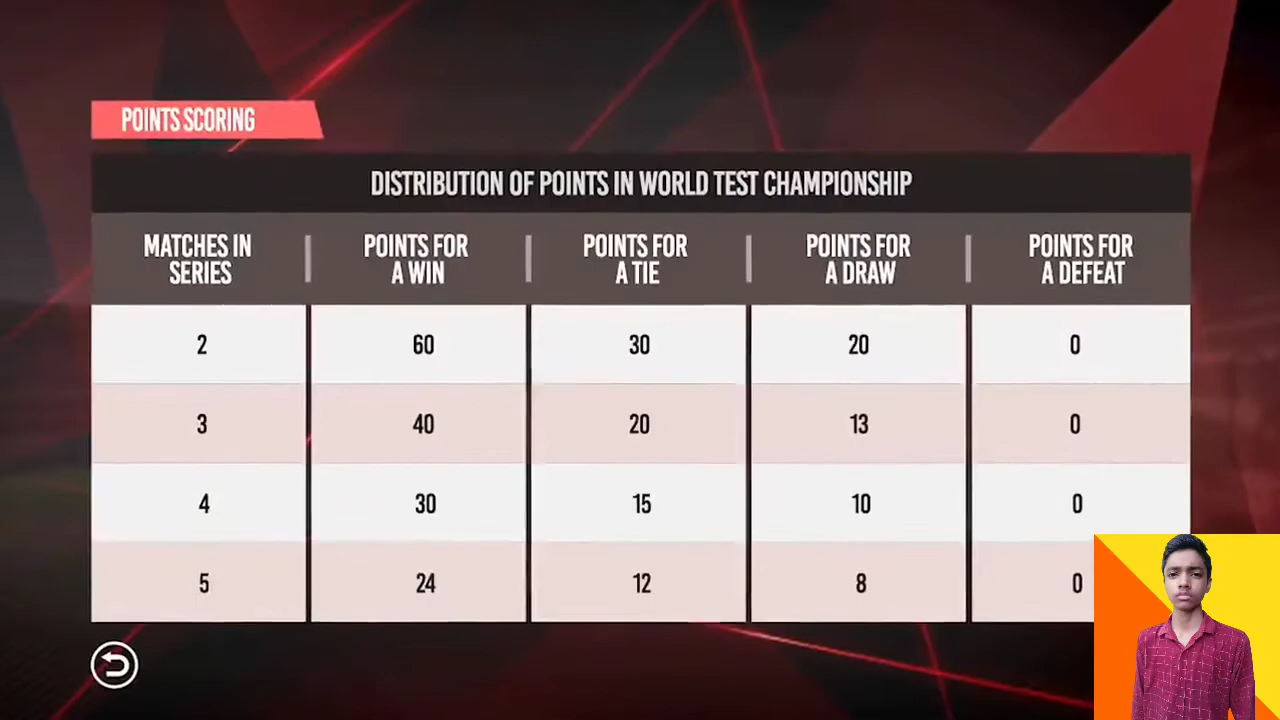 POINTS SCORING
DISTRIBUTION OF POINTS IN WORLD TEST CHAMPIONSHIP
MATCHES IN SERIES | POINTS FOR A WIN | POINTS FOR A TIE | POINTS FOR A DRAW | POINTS FOR A DEFEAT
2 60 30 20 0
3 40 20 13 0
4 30 15 10 0
5 24 12 8 0